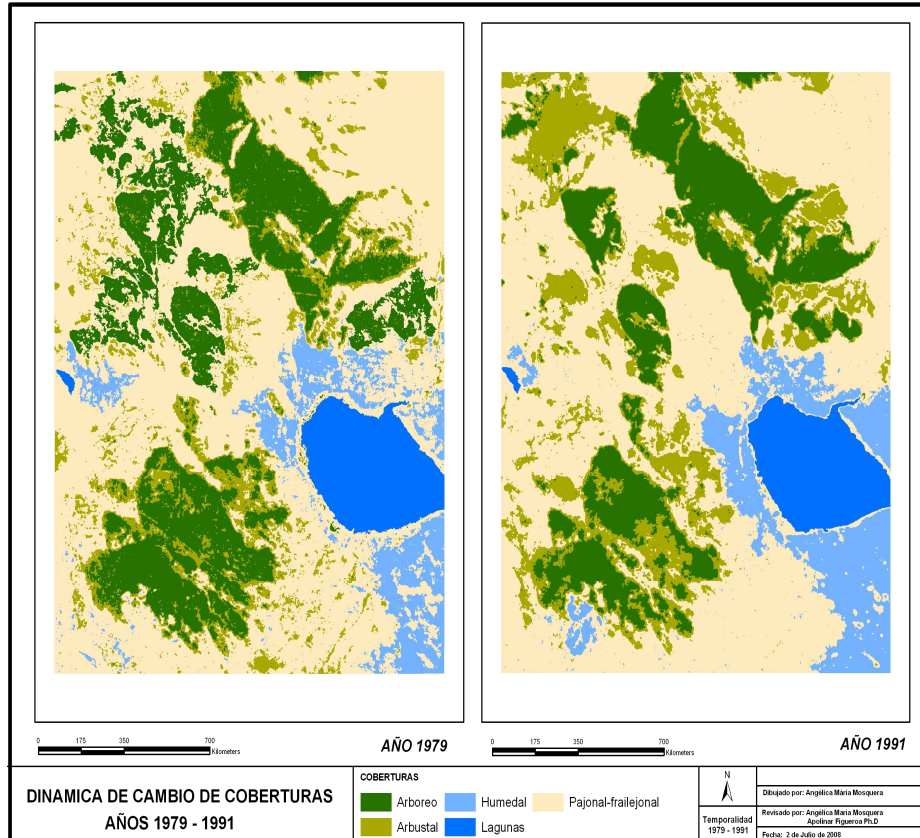 0 175 350 700
Kilometers
AÑO 1979
0 175 350 700
Kilometers
AÑO 1991
DINAMICA DE CAMBIO DE COBERTURAS
AÑOS 1979 - 1991
COBERTURAS
Arboreo
Humedal
Pajonal-frailejonal
Arbustal
Lagunas
N
Temporalidad
1979 - 1991
Dibujado por: Angélica Mária Mosquera
Revisado por: Angélica Maria Mosquera
Apolinar Figueroa Ph.D
Fecha: 2 de Julio de 2008